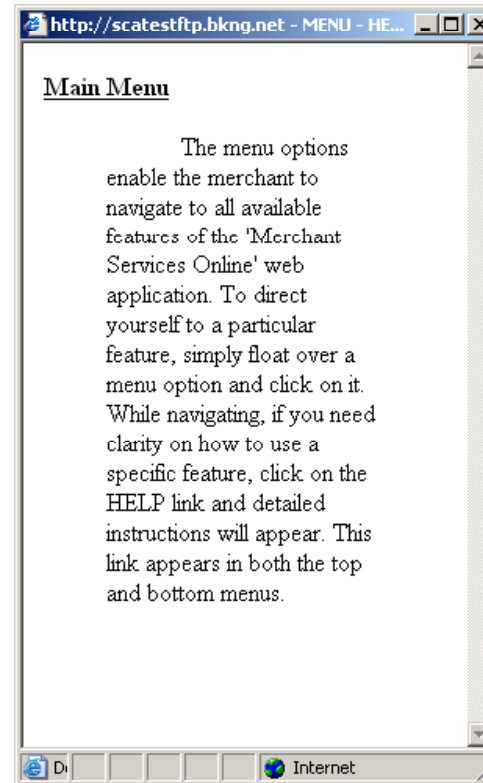 http://scatestftp.bkng.net - MENU - HE...
Main Menu
The menu options
enable the merchant to
navigate to all available
features of the 'Merchant
Services Online' web
application. To direct
yourself to a particular
feature, simply float over a
menu option and click on it.
While navigating, if you need
clarity on how to use a
specific feature, click on the
HELP link and detailed
instructions will appear. This
link appears in both the top
and bottom menus.
Internet